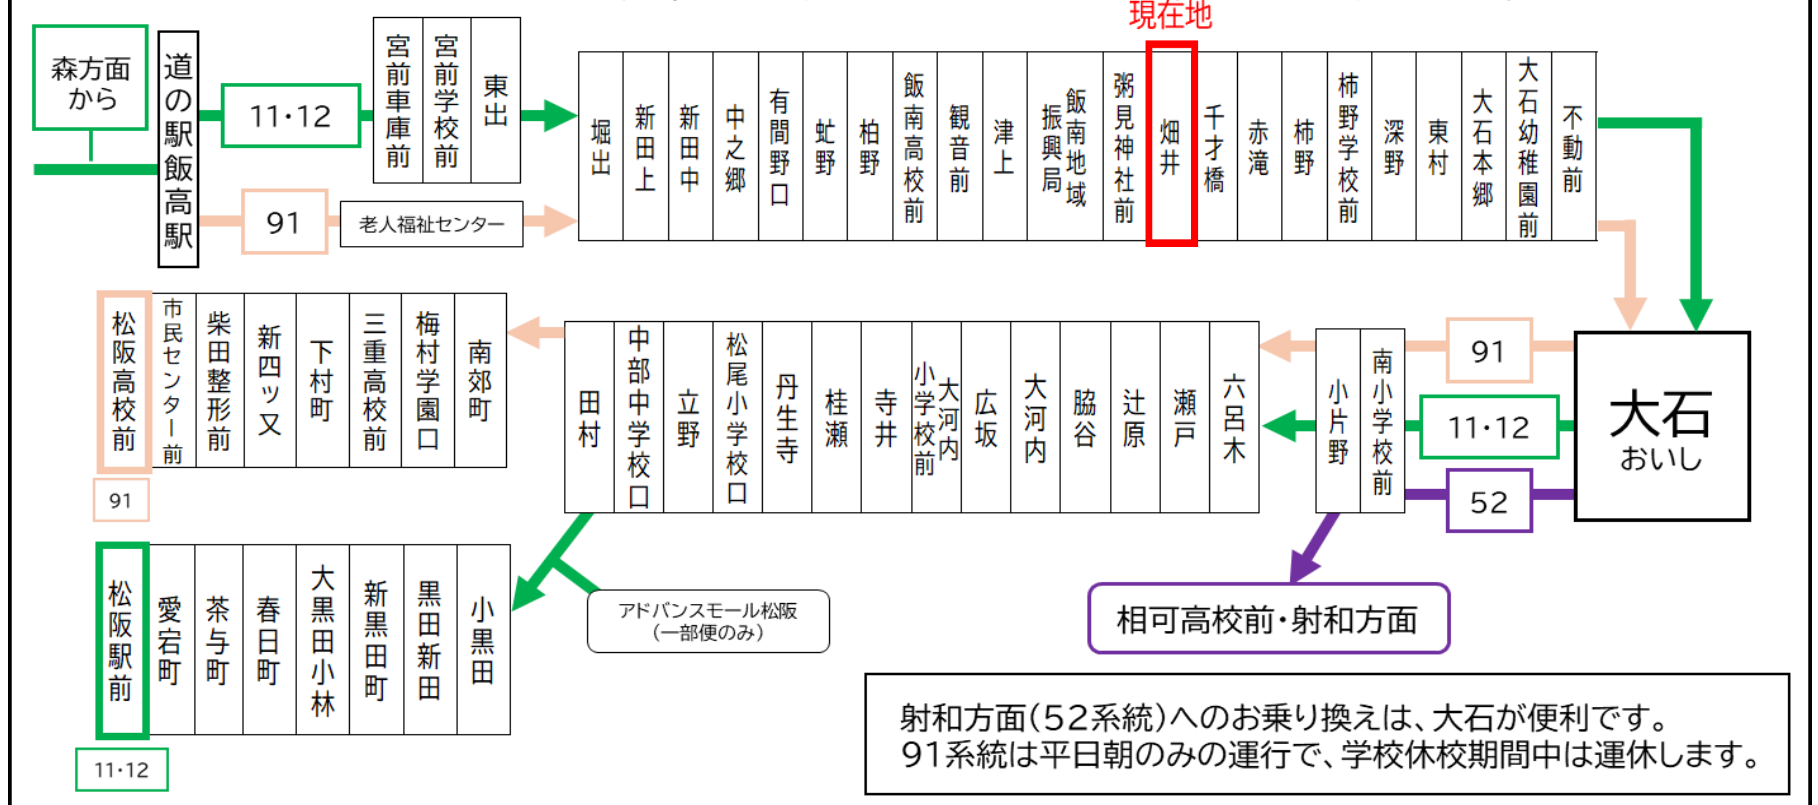 現在地
森方面
から
道の駅飯高駅
11・12
宮前車庫前
宮前学校前
東出
91
老人福祉センター
堀出
新田上
新田中
中之郷
有間野口
虻野
柏野
飯南高校前
観音前
津上
飯南地域
振興局
粥見神社前
畑井
千才橋
赤滝
柿野
柿野学校前
深野
東村
大石本郷
大石幼稚園前
不動前
大石
おいし
91
11・12
52
南小学校前
小片野
六呂木
瀬戸
辻原
脇谷
大河内
広坂
大河内
小学校前
寺井
桂瀬
丹生寺
松尾小学校口
立野
中部中学校口
田村
南郊町
梅村学園口
三重高校前
下村町
新四ッ又
柴田整形前
市民センター前
松阪高校前
91
アドバンスモール松阪
(一部便のみ)
小黒田
黒田新田
新黒田町
大黒田小林
春日町
茶与町
愛宕町
松阪駅前
11・12
相可高校前・射和方面
射和方面(52系統)へのお乗り換えは、大石が便利です。
91系統は平日朝のみの運行で、学校休校期間中は運休します。